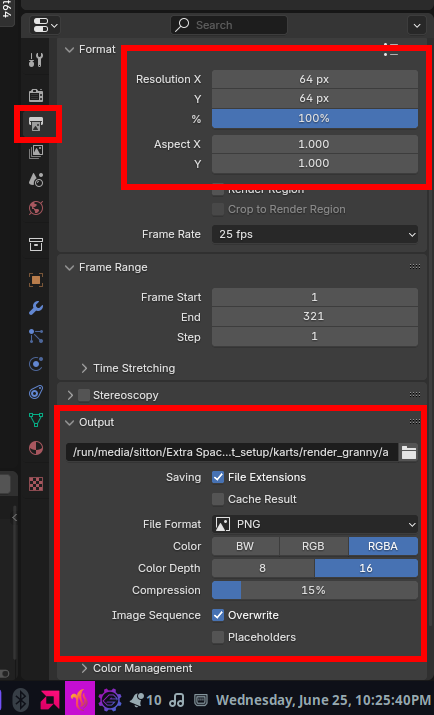 t64
Search
Format
Resolution X 64 px
Y 64 px
% 100%
Aspect X 1.000
Y 1.000
Render Region
Crop to Render Region
Frame Rate 25 fps
Frame Range
Frame Start 1
End 321
Step 1
Time Stretching
Stereoscopy
Output
/run/media/sitton/Extra Spac...t_setup/karts/render_granny/a
Saving File Extensions
Cache Result
File Format PNG
Color BW RGB RGBA
Color Depth 8 16
Compression 15%
Image Sequence Overwrite
Placeholders
Color Management
10 Wednesday, June 25, 10:25:40PM